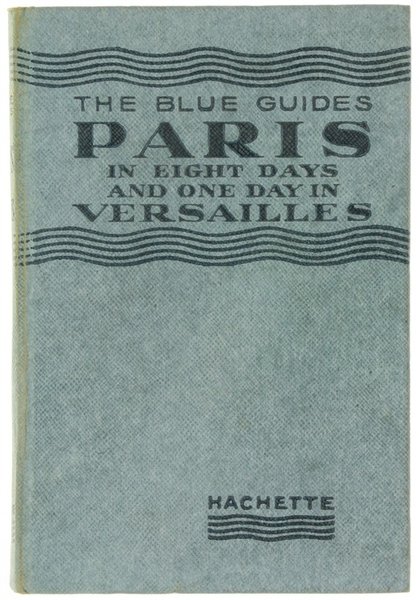 THE BLUE GUIDES
PARIS
IN EIGHT DAYS
AND ONE DAY IN
VERSAILLES
HACHETTE